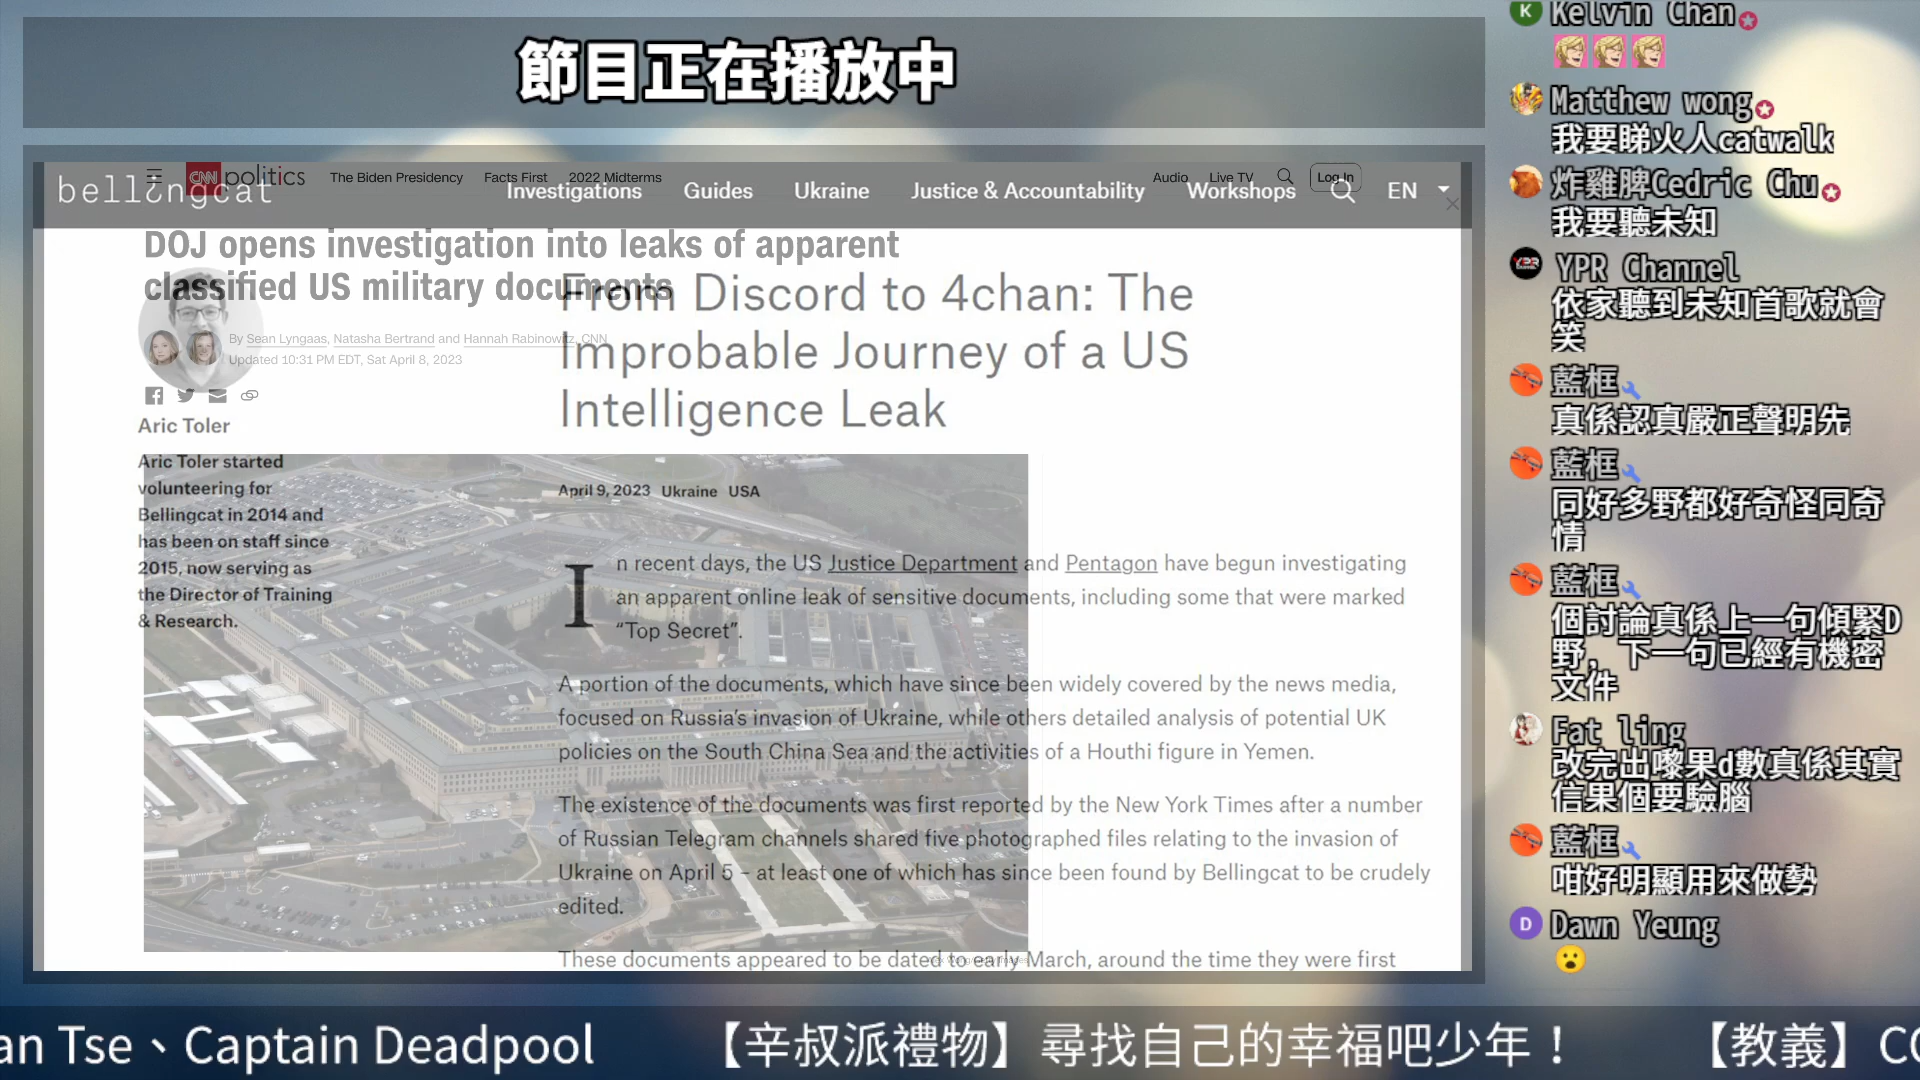 節目正在播放中
bellingcat
Investigations
Guides
Ukraine
Justice & Accountability
Workshops
EN
CNN politics
The Biden Presidency
Facts First
2022 Midterms
Audio
Live TV
Log In
DOJ opens investigation into leaks of apparent
classified US military documents
By Sean Lyngaas, Natasha Bertrand and Hannah Rabinowitz, CNN
Updated 10:31 PM EDT, Sat April 8, 2023
Aric Toler
Aric Toler started
volunteering for
Bellingcat in 2014 and
has been on staff since
2015, now serving as
the Director of Training
& Research.
From Discord to 4chan: The
Improbable Journey of a US
Intelligence Leak
April 9, 2023 Ukraine USA
In recent days, the US Justice Department and Pentagon have begun investigating
an apparent online leak of sensitive documents, including some that were marked
“Top Secret”.
A portion of the documents, which have since been widely covered by the news media,
focused on Russia’s invasion of Ukraine, while others detailed analysis of potential UK
policies on the South China Sea and the activities of a Houthi figure in Yemen.
The existence of the documents was first reported by the New York Times after a number
of Russian Telegram channels shared five photographed files relating to the invasion of
Ukraine on April 5 – at least one of which has since been found by Bellingcat to be crudely
edited.
These documents appeared to be dated to early March, around the time they were first
K Kelvin Chan
Matthew wong
我要睇火人catwalk
炸雞脾Cedric Chu
我要聽未知
YPR YPR Channel
依家聽到未知首歌就會
笑
藍框
真係認真嚴正聲明先
藍框
同好多野都好奇怪同奇
情
藍框
個討論真係上一句傾緊D
野，下一句已經有機密
文件
Fat ling
改完出嚟果d數真係其實
信果個要驗腦
藍框
咁好明顯用來做勢
D Dawn Yeung
an Tse、Captain Deadpool 【辛叔派禮物】尋找自己的幸福吧少年！ 【教義】CO